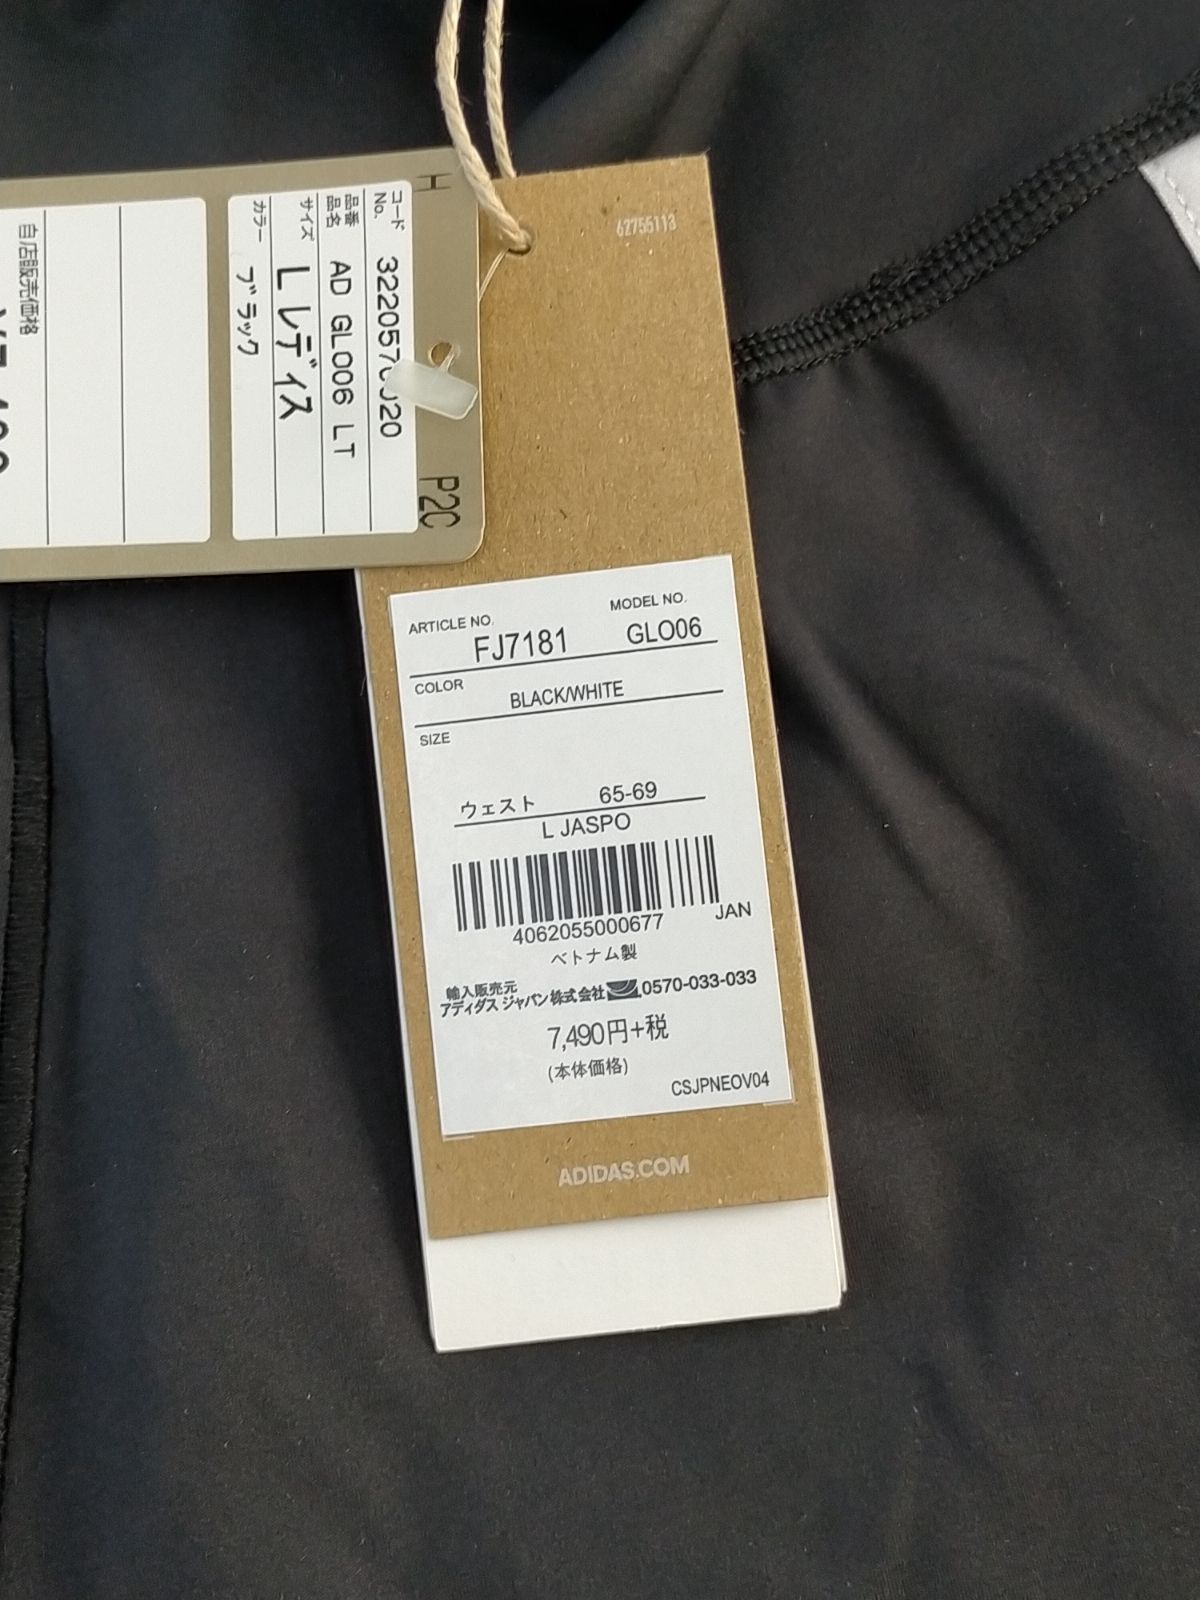 H
P2C
コード
No.
品番
品名 AD GLO06 LT
サイズ L レディス
カラー ブラック
自店販売価格
62755113
ARTICLE NO. MODEL NO.
FJ7181 GLO06
COLOR
BLACK/WHITE
SIZE
ウェスト 65-69
L JASPO
4062055000677 JAN
ベトナム製
輸入販売元
アディダス ジャパン株式会社 0570-033-033
7,490円+税
(本体価格)
CSJPNEOV04
ADIDAS.COM